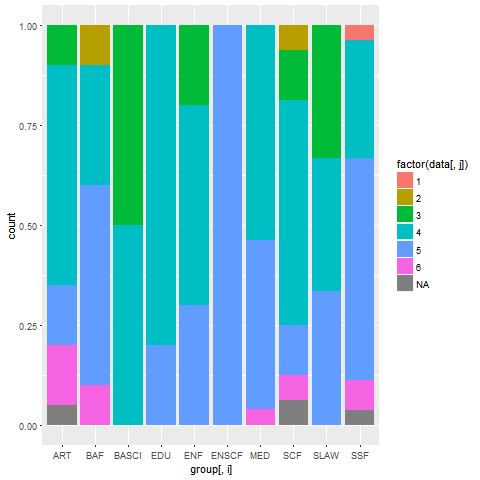 1.00
0.75
0.50
0.25
0.00
count
ART BAF BASCI EDU ENF ENSCF MED SCF SLAW SSF
group[, i]
factor(data[, j])
1
2
3
4
5
6
NA